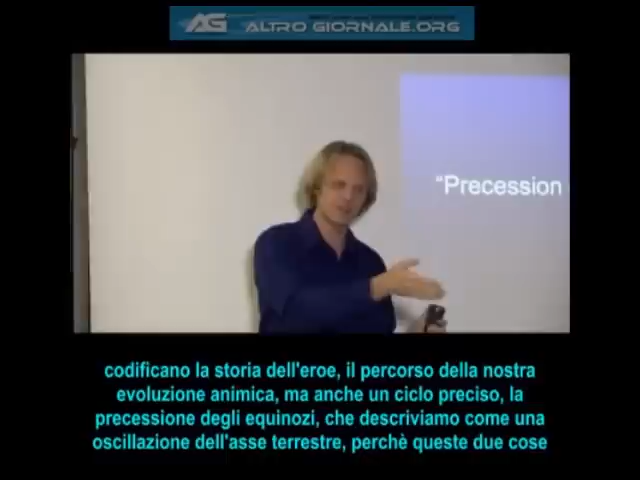 AG ALTRO GIORNALE.ORG
“Precession
codificano la storia dell'eroe, il percorso della nostra
evoluzione animica, ma anche un ciclo preciso, la
precessione degli equinozi, che descriviamo come una
oscillazione dell'asse terrestre, perchè queste due cose